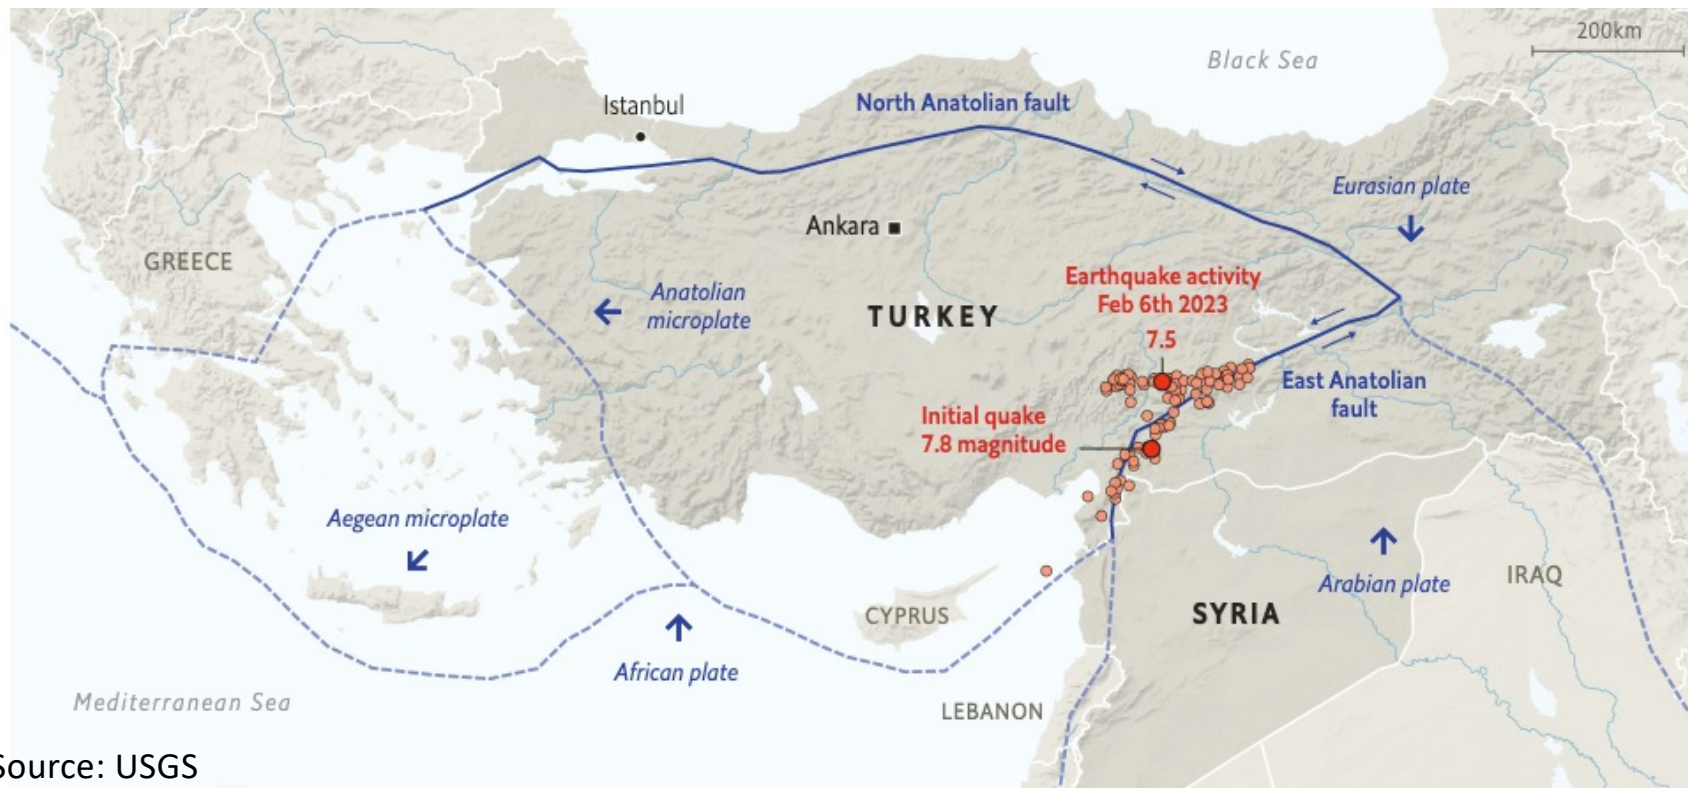 200km
Black Sea
Istanbul
North Anatolian fault
Eurasian plate
Ankara
GREECE
Earthquake activity
Feb 6th 2023
7.5
Anatolian
microplate
TURKEY
East Anatolian
fault
Initial quake
7.8 magnitude
Aegean microplate
Arabian plate
IRAQ
CYPRUS
SYRIA
African plate
Mediterranean Sea
LEBANON
Source: USGS